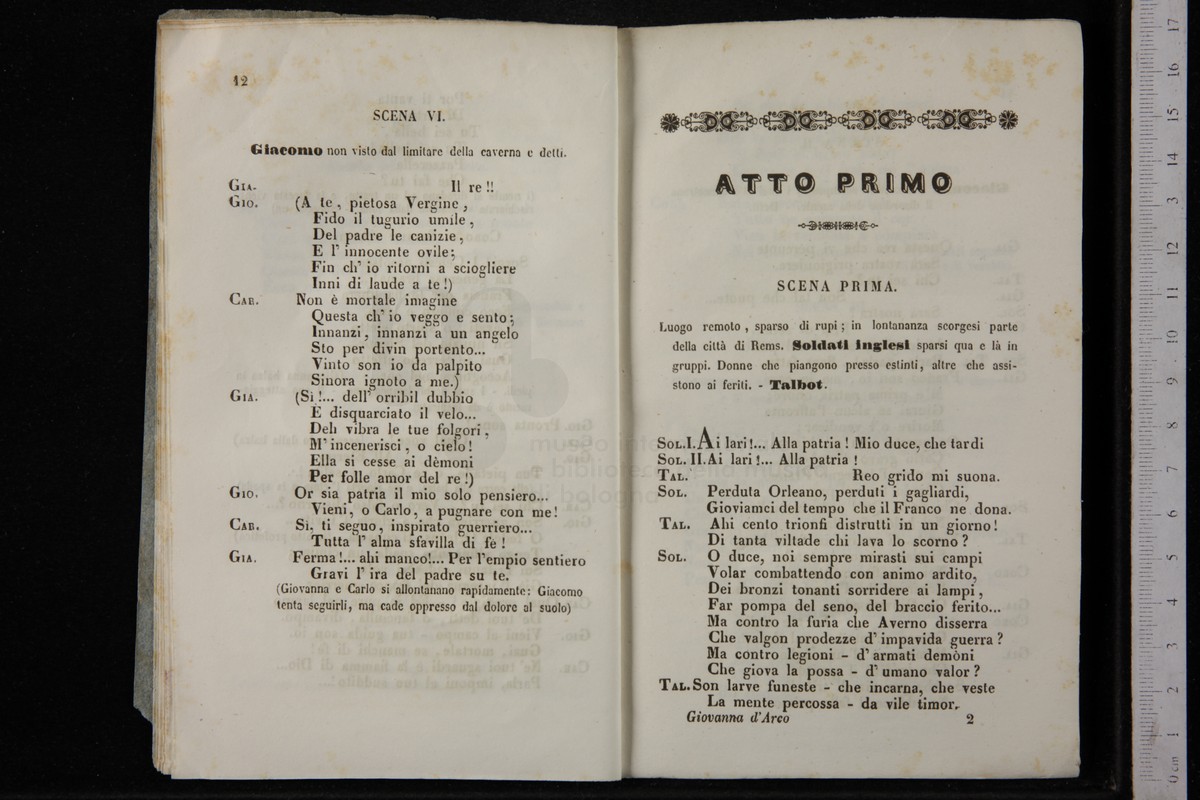 12
SCENA VI.
Giacomo non visto dal limitare della caverna e detti.
GIA. Il re !!
GIO. (A te, pietosa Vergine,
Fido il tugurio umile,
Del padre le canizie,
E l' innocente ovile;
Fin ch' io ritorni a sciogliere
Inni di laude a te!)
CAR. Non è mortale imagine
Questa ch' io veggo e sento;
Innanzi, innanzi a un angelo
Sto per divin portento...
Vinto son io da palpito
Sinora ignoto a me.)
GIA. (Sì !... dell' orribil dubbio
È disquarciato il velo...
Deh vibra le tue folgori,
M' incenerisci, o cielo!
Ella si cesse ai dèmoni
Per folle amor del re!)
GIO. Or sia patria il mio solo pensiero...
Vieni, o Carlo, a pugnare con me!
CAR. Si, ti seguo, inspirato guerriero...
Tutta l' alma sfavilla di fè !
GIA. Ferma!... ahi manco!... Per l'empio sentiero
Gravi l' ira del padre su te.
(Giovanna e Carlo si allontanano rapidamente: Giacomo
tenta seguirli, ma cade oppresso dal dolore al suolo)
ATTO PRIMO
SCENA PRIMA.
Luogo remoto, sparso di rupi; in lontananza scorgesi parte
della città di Rems. Soldati inglesi sparsi qua e là in
gruppi. Donne che piangono presso estinti, altre che assi-
stono ai feriti. - Talbot.
SOL. I. Ai lari!... Alla patria! Mio duce, che tardi
SOL. II. Ai lari!... Alla patria !
TAL. Reo grido mi suona.
SOL. Perduta Orleano, perduti i gagliardi,
Gioviamci del tempo che il Franco ne dona.
TAL. Ahi cento trionfi distrutti in un giorno!
Di tanta viltade chi lava lo scorno?
SOL. O duce, noi sempre mirasti sui campi
Volar combattendo con animo ardito,
Dei bronzi tonanti sorridere ai lampi,
Far pompa del seno, del braccio ferito...
Ma contro la furia che Averno disserra
Che valgon prodezze d' impavida guerra?
Ma contro legioni - d' armati demòni
Che giova la possa - d' umano valor?
TAL. Son larve funeste - che incarna, che veste
La mente percossa - da vile timor.
Giovanna d'Arco 2